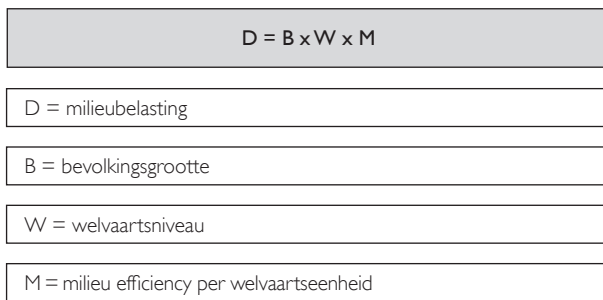 D = B x W x M
D = milieubelasting
B = bevolkingsgrootte
W = welvaartsniveau
M = milieu efficiency per welvaartseenheid